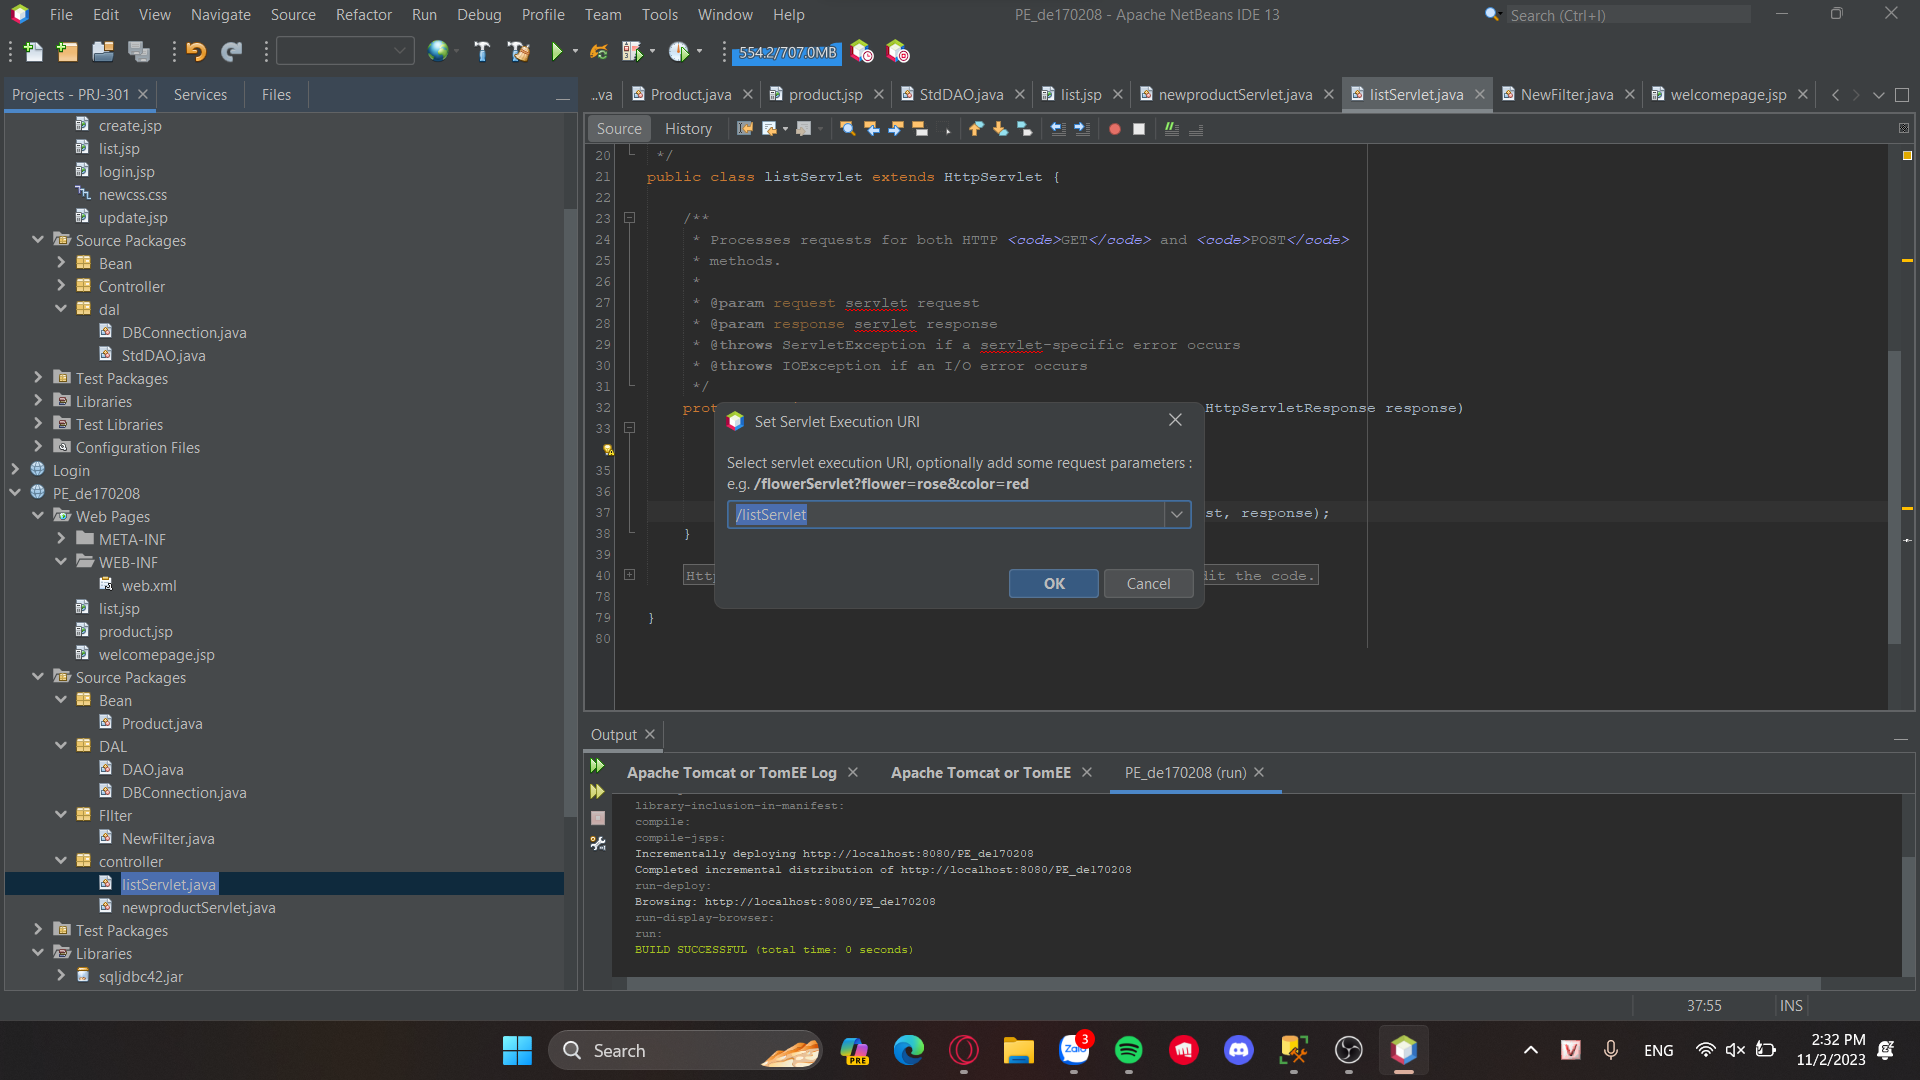 File Edit View Navigate Source Refactor Run Debug Profile Team Tools Window Help
PE_de170208 - Apache NetBeans IDE 13
Search (Ctrl+I)
554.2/707.0MB
Projects - PRJ-301
Services
Files
create.jsp
list.jsp
login.jsp
newcss.css
update.jsp
Source Packages
Bean
Controller
dal
DBConnection.java
StdDAO.java
Test Packages
Libraries
Test Libraries
Configuration Files
Login
PE_de170208
Web Pages
META-INF
WEB-INF
web.xml
list.jsp
product.jsp
welcomepage.jsp
Source Packages
Bean
Product.java
DAL
DAO.java
DBConnection.java
FIlter
NewFilter.java
controller
listServlet.java
newproductServlet.java
Test Packages
Libraries
sqljdbc42.jar
...va Product.java product.jsp StdDAO.java list.jsp newproductServlet.java listServlet.java NewFilter.java welcomepage.jsp
Source History
20 */
21 public class listServlet extends HttpServlet {
22
23 /**
24 * Processes requests for both HTTP <code>GET</code> and <code>POST</code>
25 * methods.
26 *
27 * @param request servlet request
28 * @param response servlet response
29 * @throws ServletException if a servlet-specific error occurs
30 * @throws IOException if an I/O error occurs
31 */
32 prot HttpServletResponse response)
33
35
36
37 st, response);
38 }
39
40 Htt dit the code.
78
79 }
80
Set Servlet Execution URI
Select servlet execution URI, optionally add some request parameters :
e.g. /flowerServlet?flower=rose&color=red
/listServlet
OK
Cancel
Output
Apache Tomcat or TomEE Log
Apache Tomcat or TomEE
PE_de170208 (run)
library-inclusion-in-manifest:
compile:
compile-jsps:
Incrementally deploying http://localhost:8080/PE_de170208
Completed incremental distribution of http://localhost:8080/PE_de170208
run-deploy:
Browsing: http://localhost:8080/PE_de170208
run-display-browser:
run:
BUILD SUCCESSFUL (total time: 0 seconds)
37:55
INS
Search
PRE
Zalo
3
V
ENG
2:32 PM
11/2/2023